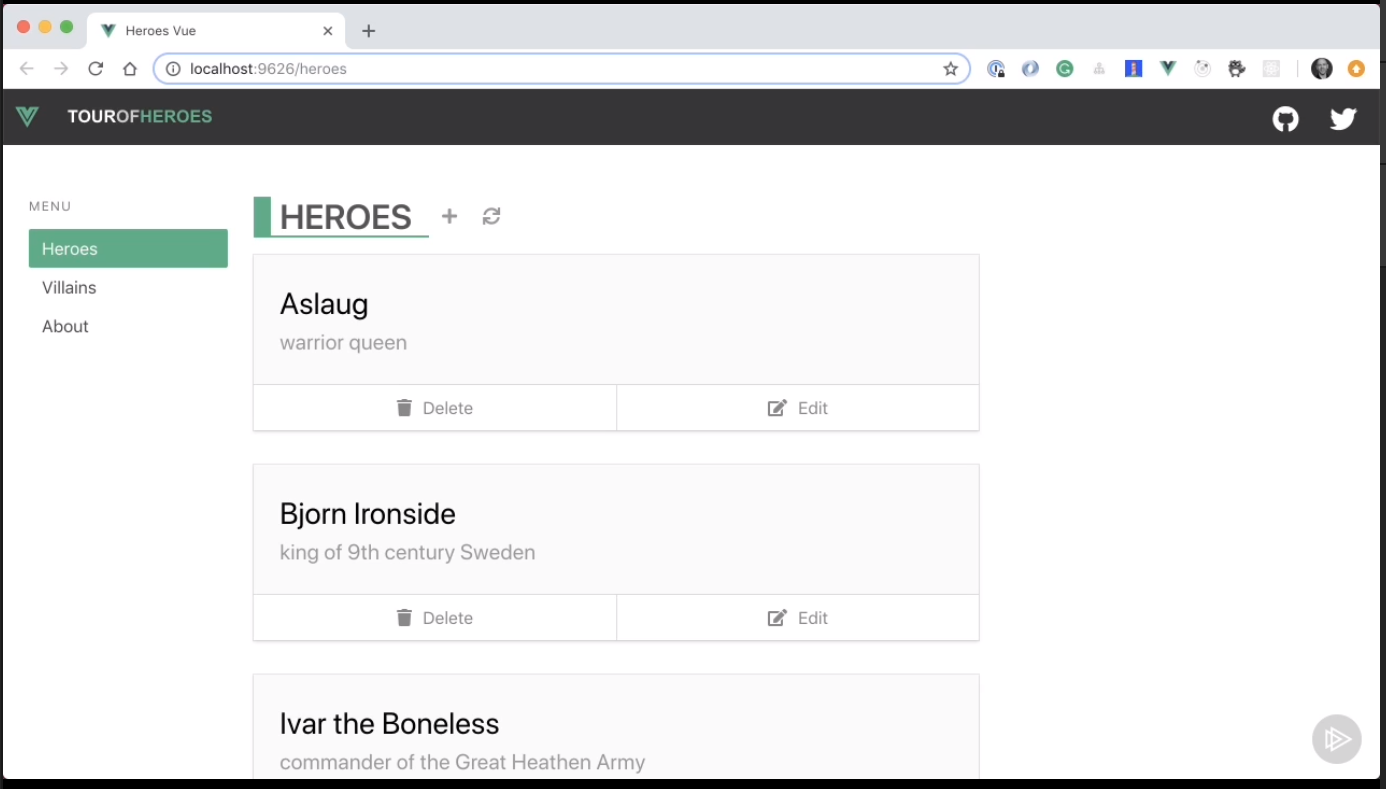 Heroes Vue
localhost:9626/heroes
TOUROFHEROES
MENU
Heroes
Villains
About
HEROES
Aslaug
warrior queen
Delete
Edit
Bjorn Ironside
king of 9th century Sweden
Delete
Edit
Ivar the Boneless
commander of the Great Heathen Army